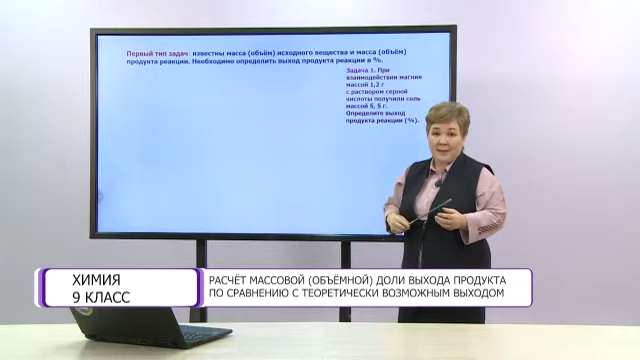 Первый тип задач: известны масса (объём) исходного вещества и масса (объём)
продукта реакции. Необходимо определить выход продукта реакции в %.
Задача 1. При
взаимодействии магния
массой 1,2 г
с раствором серной
кислоты получили соль
массой 5, 5 г.
Определите выход
продукта реакции (%).
ХИМИЯ
9 КЛАСС
РАСЧЁТ МАССОВОЙ (ОБЪЁМНОЙ) ДОЛИ ВЫХОДА ПРОДУКТА
ПО СРАВНЕНИЮ С ТЕОРЕТИЧЕСКИ ВОЗМОЖНЫМ ВЫХОДОМ